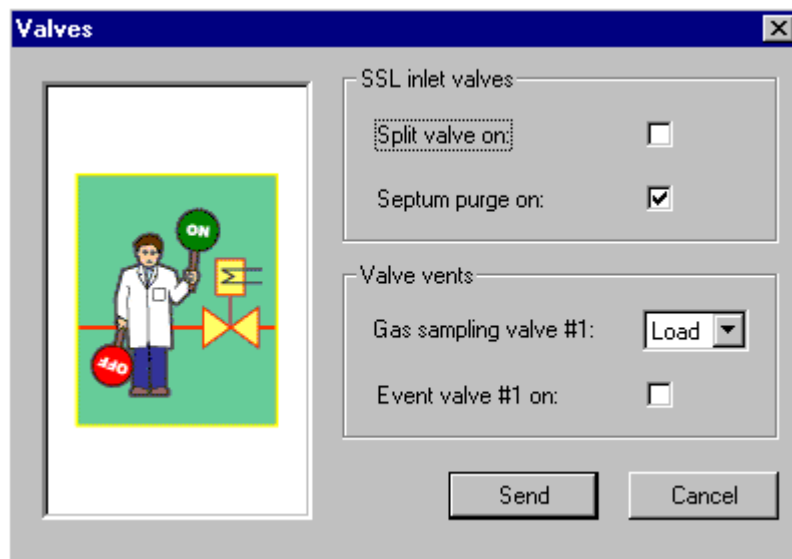 Valves
SSL inlet valves
Split valve on:
Septum purge on:
ON
OFF
Valve vents
Gas sampling valve #1: Load
Event valve #1 on:
Send Cancel